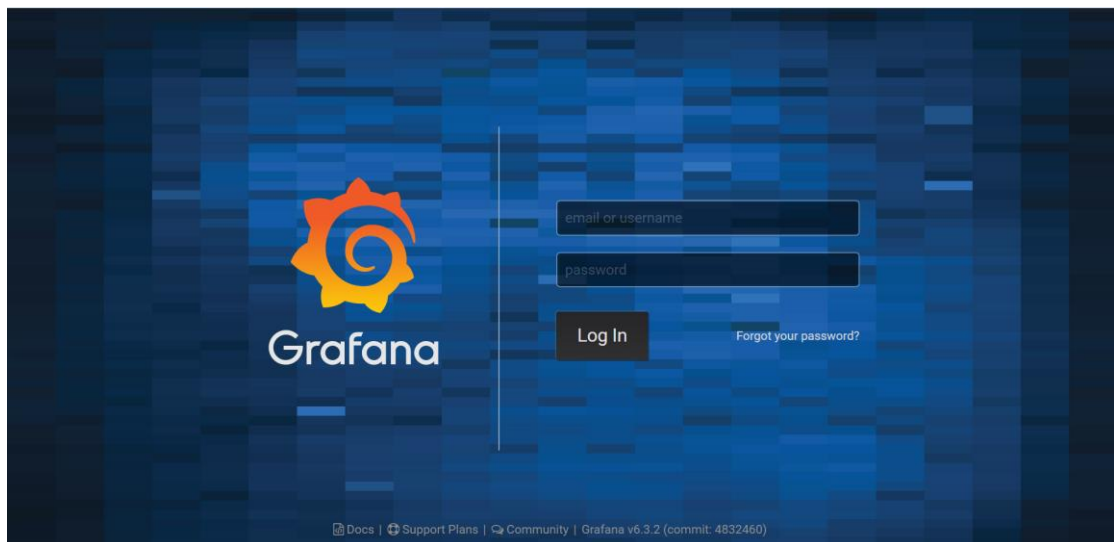 Grafana
email or username
password
Log In
Forgot your password?
Docs | Support Plans | Community | Grafana v6.3.2 (commit: 4832460)